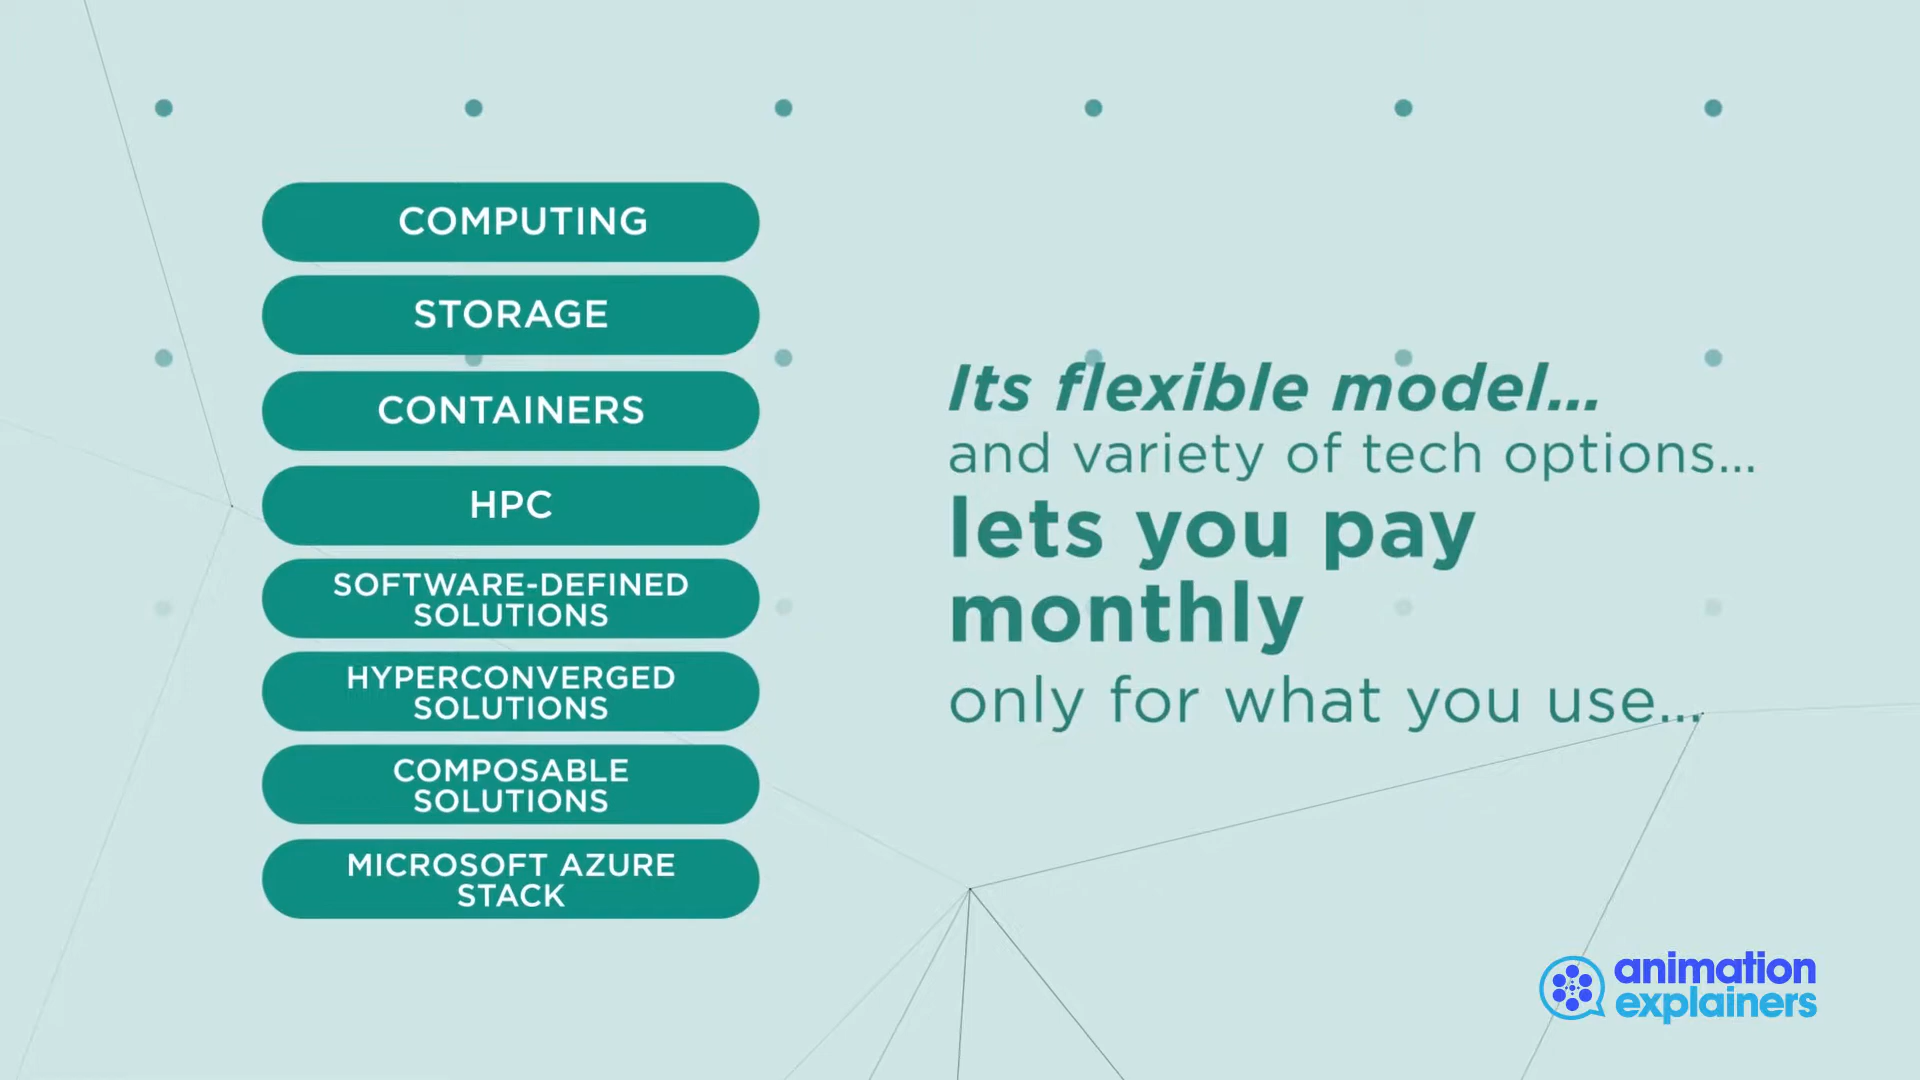 COMPUTING
STORAGE
CONTAINERS
HPC
SOFTWARE-DEFINED
SOLUTIONS
HYPERCONVERGED
SOLUTIONS
COMPOSABLE
SOLUTIONS
MICROSOFT AZURE
STACK
Its flexible model...
and variety of tech options...
lets you pay
monthly
only for what you use...
animation
explainers